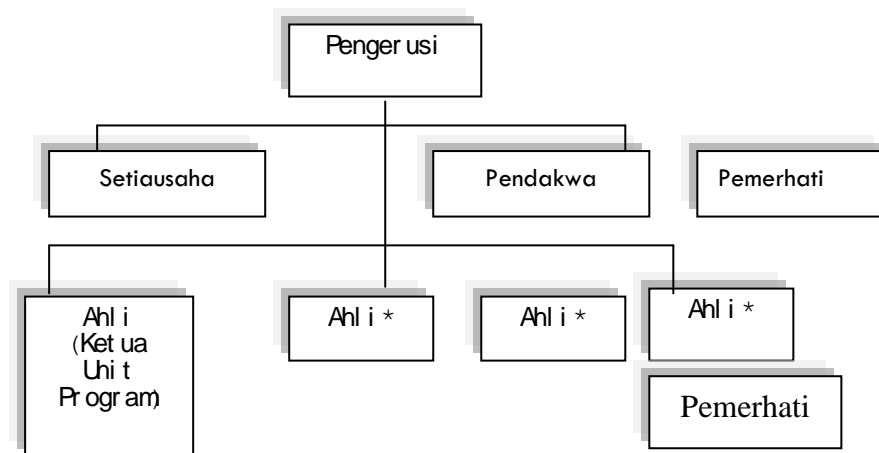 Pengerusi
Setiausaha
Pendakwa
Pemerhati
Ahli
(Ketua
Unit
Program)
Ahli *
Ahli *
Ahli *
Pemerhati